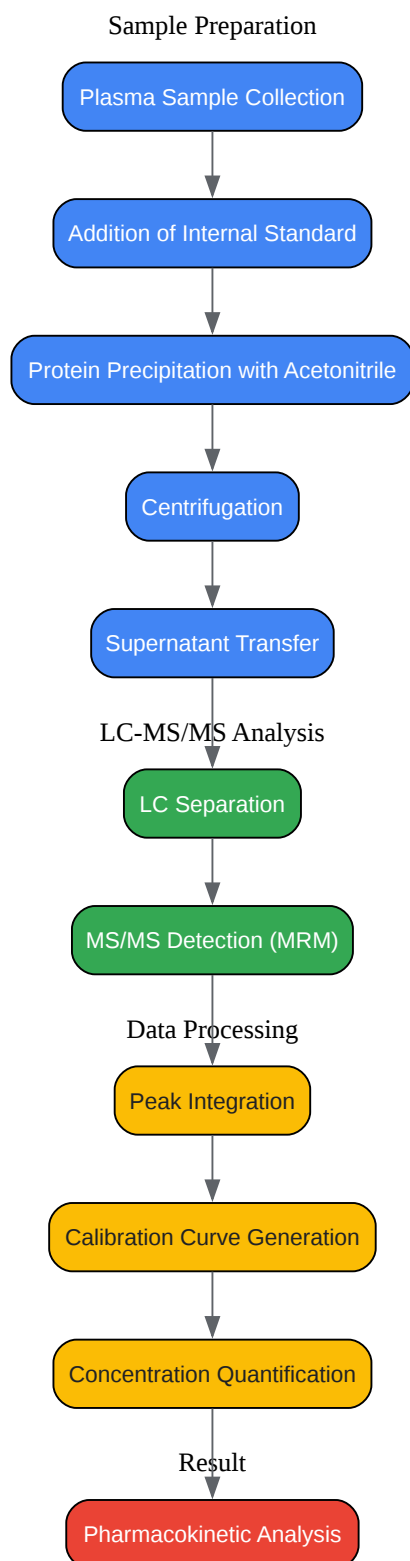 Sample Preparation
Plasma Sample Collection
Addition of Internal Standard
Protein Precipitation with Acetonitrile
Centrifugation
Supernatant Transfer
LC-MS/MS Analysis
LC Separation
MS/MS Detection (MRM)
Data Processing
Peak Integration
Calibration Curve Generation
Concentration Quantification
Result
Pharmacokinetic Analysis